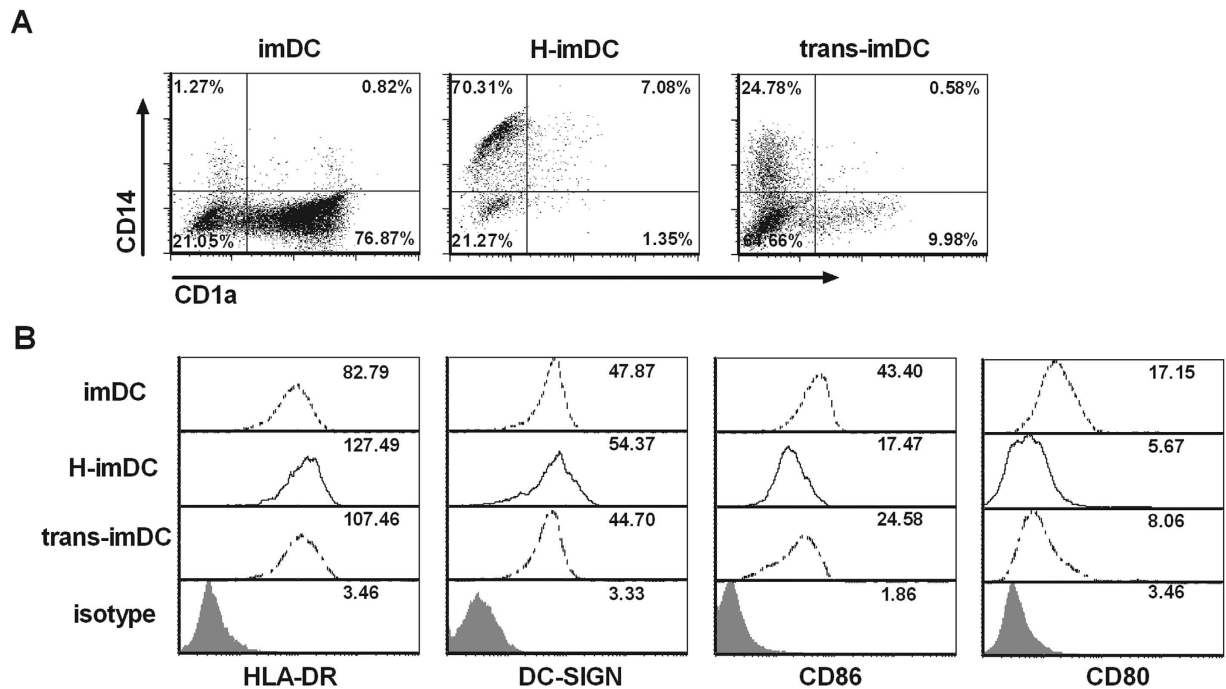 A
imDC H-imDC trans-imDC
1.27% 0.82% 70.31% 7.08% 24.78% 0.58%
CD14
21.05% 76.87% 21.27% 1.35% 64.66% 9.98%
CD1a
B
imDC 82.79 47.87 43.40 17.15
H-imDC 127.49 54.37 17.47 5.67
trans-imDC 107.46 44.70 24.58 8.06
isotype 3.46 3.33 1.86 3.46
HLA-DR DC-SIGN CD86 CD80